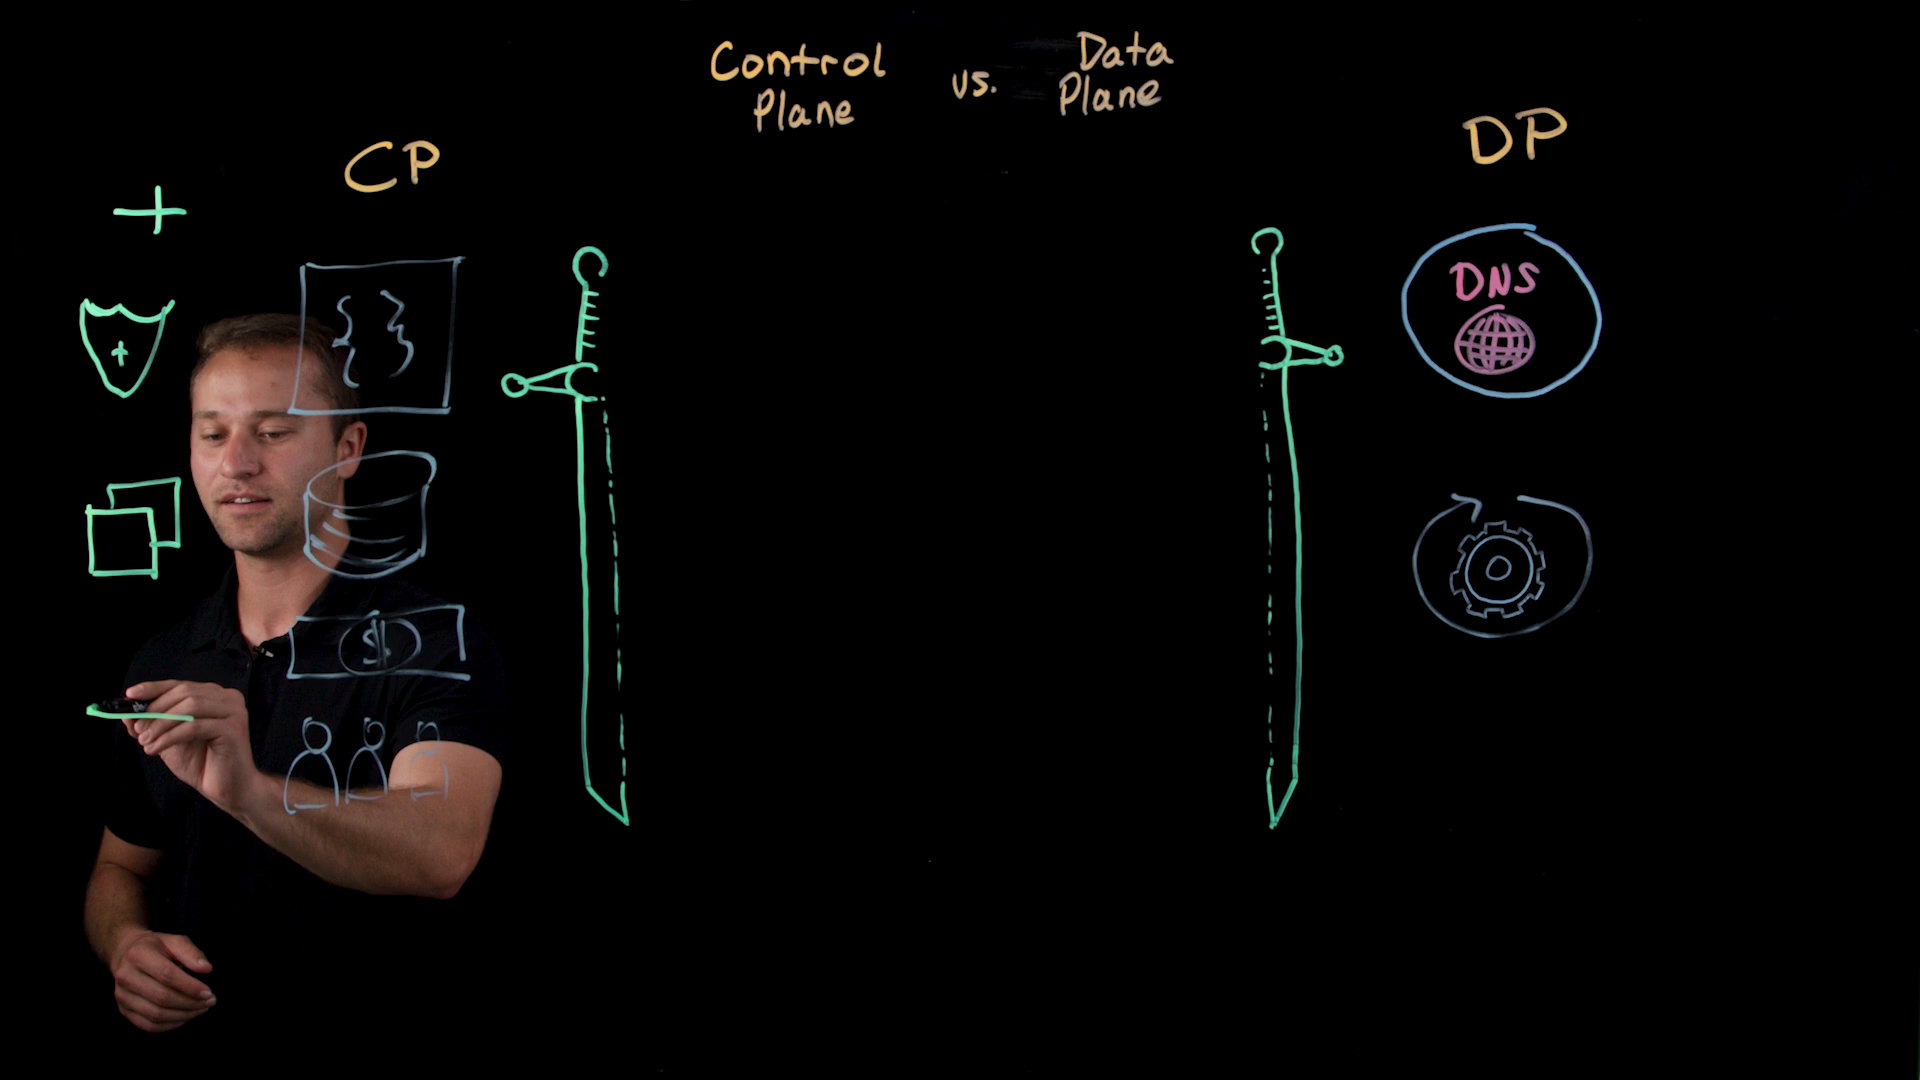 Control
Plane
vs.
Data
Plane
CP
DP
{ }
DNS
$